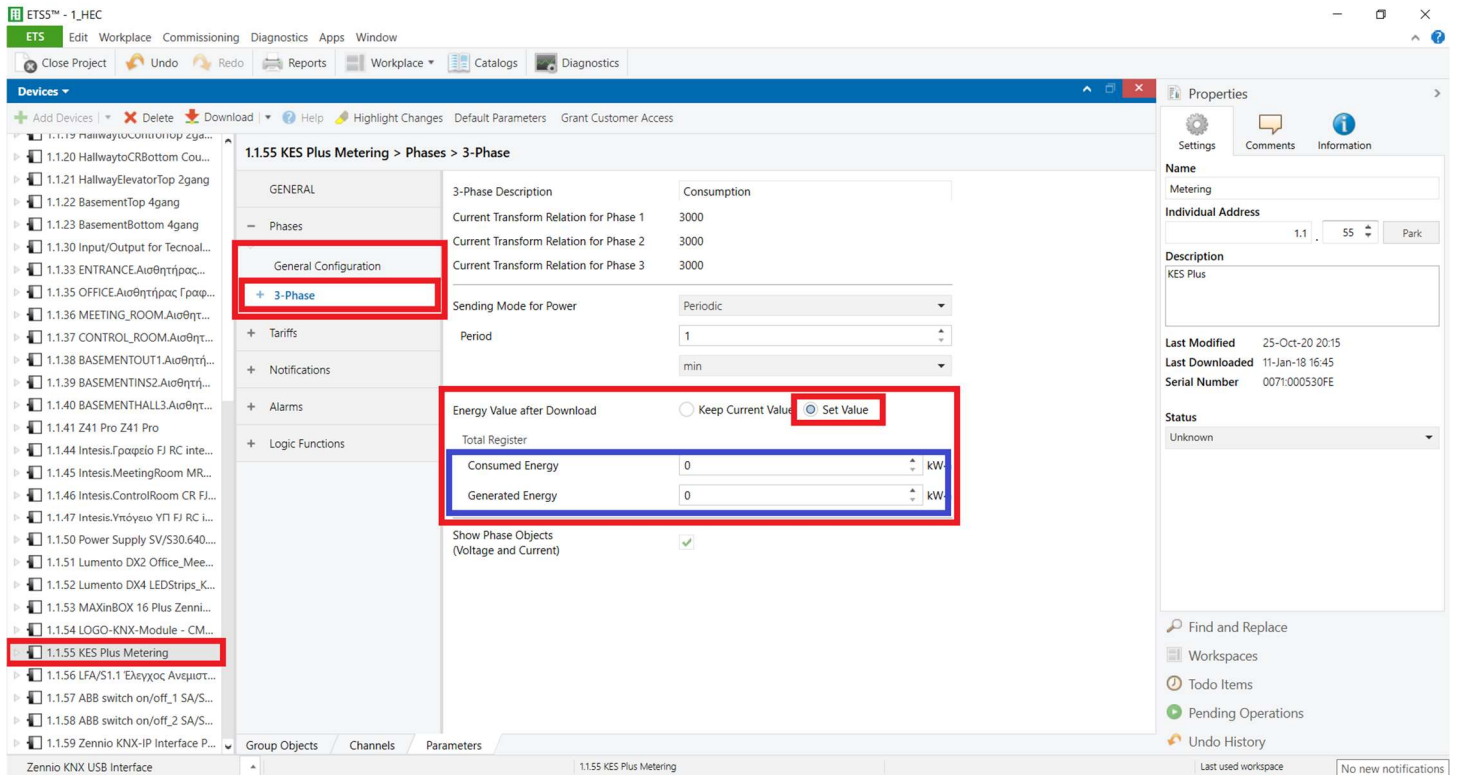 ETS5™ - 1_HEC
ETS Edit Workplace Commissioning Diagnostics Apps Window
Close Project Undo Redo Reports Workplace Catalogs Diagnostics
Devices
Add Devices Delete Download Help Highlight Changes Default Parameters Grant Customer Access
1.1.19 HallwaytoControlTop 2ga...
1.1.20 HallwaytoCRBottom Cou...
1.1.21 HallwayElevatorTop 2gang
1.1.22 BasementTop 4gang
1.1.23 BasementBottom 4gang
1.1.30 Input/Output for Tecnoal...
1.1.33 ENTRANCE.Αισθητήρας...
1.1.35 OFFICE.Αισθητήρας Γραφ...
1.1.36 MEETING_ROOM.Αισθητ...
1.1.37 CONTROL_ROOM.Αισθητ...
1.1.38 BASEMENTOUT1.Αισθητή...
1.1.39 BASEMENTINS2.Αισθητή...
1.1.40 BASEMENTHALL3.Αισθητ...
1.1.41 Z41 Pro Z41 Pro
1.1.44 Intesis.Γραφείο FJ RC inte...
1.1.45 Intesis.MeetingRoom MR...
1.1.46 Intesis.ControlRoom CR FJ...
1.1.47 Intesis.Υπόγειο ΥΠ FJ RC i...
1.1.50 Power Supply SV/S30.640....
1.1.51 Lumento DX2 Office_Mee...
1.1.52 Lumento DX4 LEDStrips_K...
1.1.53 MAXinBOX 16 Plus Zenni...
1.1.54 LOGO-KNX-Module - CM...
1.1.55 KES Plus Metering
1.1.56 LFA/S1.1 Έλεγχος Ανεμιστ...
1.1.57 ABB switch on/off_1 SA/S...
1.1.58 ABB switch on/off_2 SA/S...
1.1.59 Zennio KNX-IP Interface P...
1.1.55 KES Plus Metering > Phases > 3-Phase
GENERAL
Phases
General Configuration
3-Phase
Tariffs
Notifications
Alarms
Logic Functions
3-Phase Description Consumption
Current Transform Relation for Phase 1 3000
Current Transform Relation for Phase 2 3000
Current Transform Relation for Phase 3 3000
Sending Mode for Power Periodic
Period 1
min
Energy Value after Download Keep Current Value Set Value
Total Register
Consumed Energy 0 kW
Generated Energy 0 kW
Show Phase Objects
(Voltage and Current)
Group Objects Channels Parameters
Properties
Settings Comments Information
Name
Metering
Individual Address
1.1 . 55 Park
Description
KES Plus
Last Modified 25-Oct-20 20:15
Last Downloaded 11-Jan-18 16:45
Serial Number 0071:000530FE
Status
Unknown
Find and Replace
Workspaces
Todo Items
Pending Operations
Undo History
Zennio KNX USB Interface 1.1.55 KES Plus Metering Last used workspace No new notifications